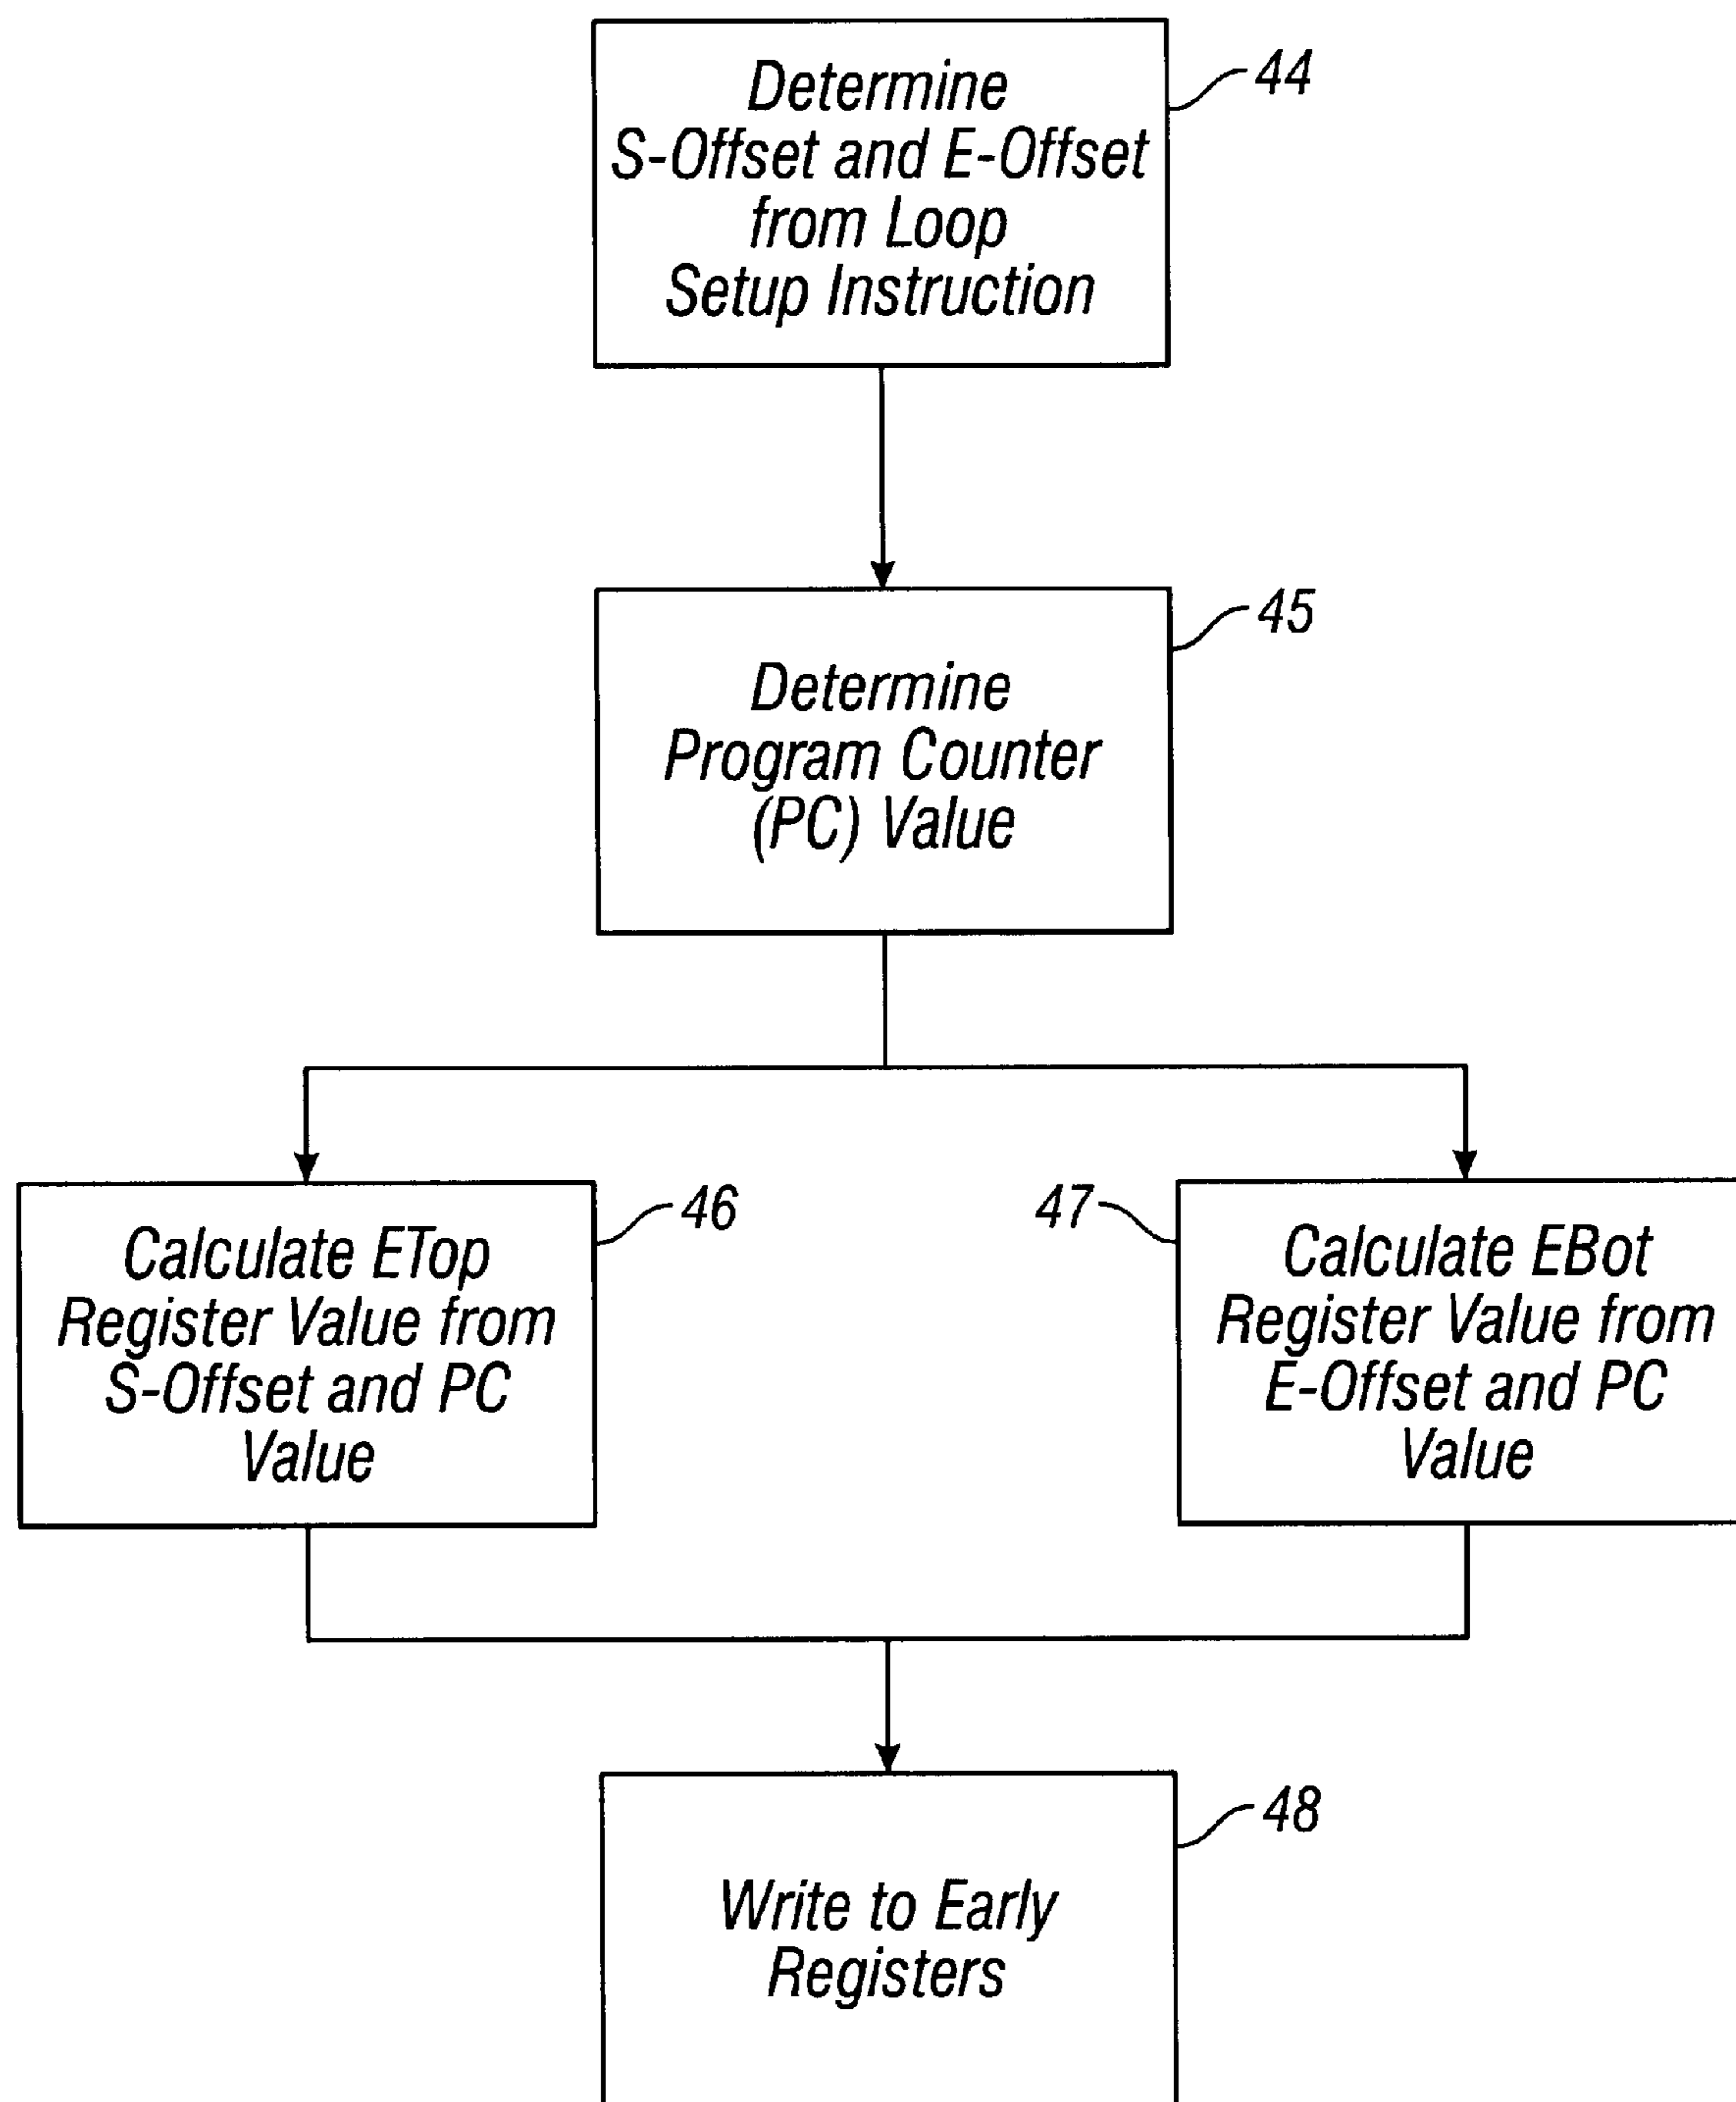 Determine
S-Offset and E-Offset
from Loop
Setup Instruction
44
Determine
Program Counter
(PC) Value
45
Calculate ETop
Register Value from
S-Offset and PC
Value
46
47
Calculate EBot
Register Value from
E-Offset and PC
Value
Write to Early
Registers
48